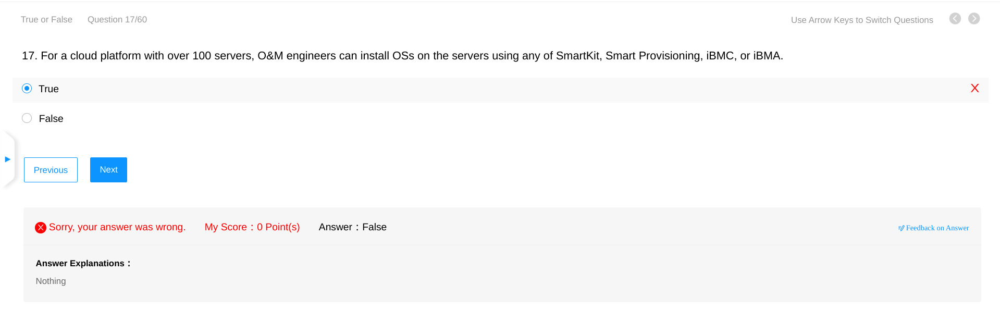 True or False Question 17/60 Use Arrow Keys to Switch Questions
17. For a cloud platform with over 100 servers, O&M engineers can install OSs on the servers using any of SmartKit, Smart Provisioning, iBMC, or iBMA.
True
False
Previous Next
Sorry, your answer was wrong. My Score：0 Point(s) Answer：False Feedback on Answer
Answer Explanations：
Nothing